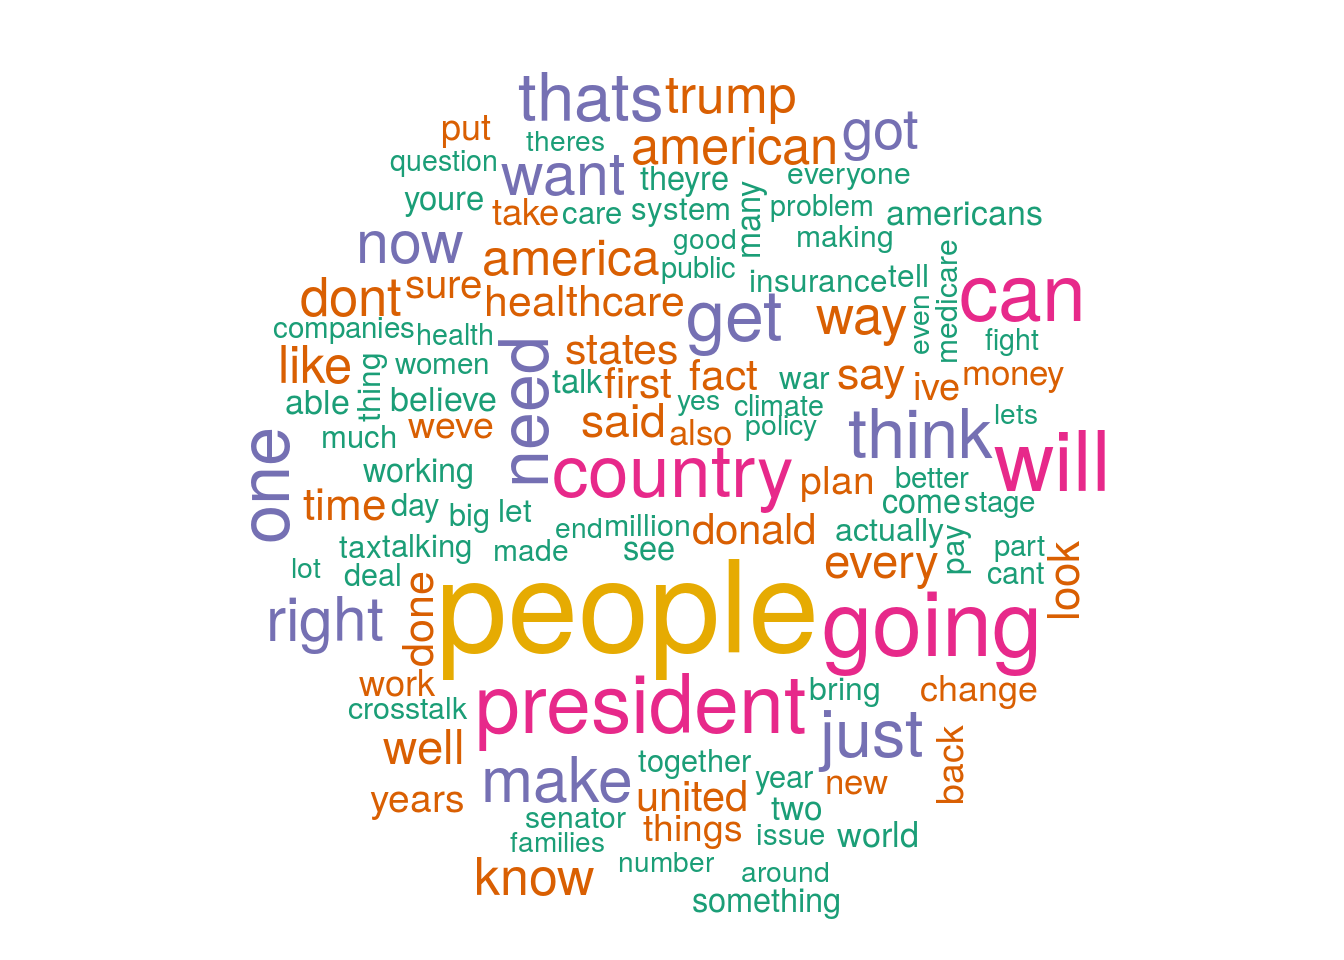 thats trump
put theres american got
question want theyre everyone
youre take care system many problem americans
now good making
america public
dont sure healthcare insurance tell medicare can
companies health get way even fight
like thing women need states
talk first fact war say ive money
able believe yes climate lets
much weve said also policy think
one working country plan better will
time day big let come stage
end million donald actually
tax talking made see every pay part
lot deal cant look
right done people going
work president bring change
crosstalk just
well together back
years make united year new
senator things two
families issue world
know number around
something